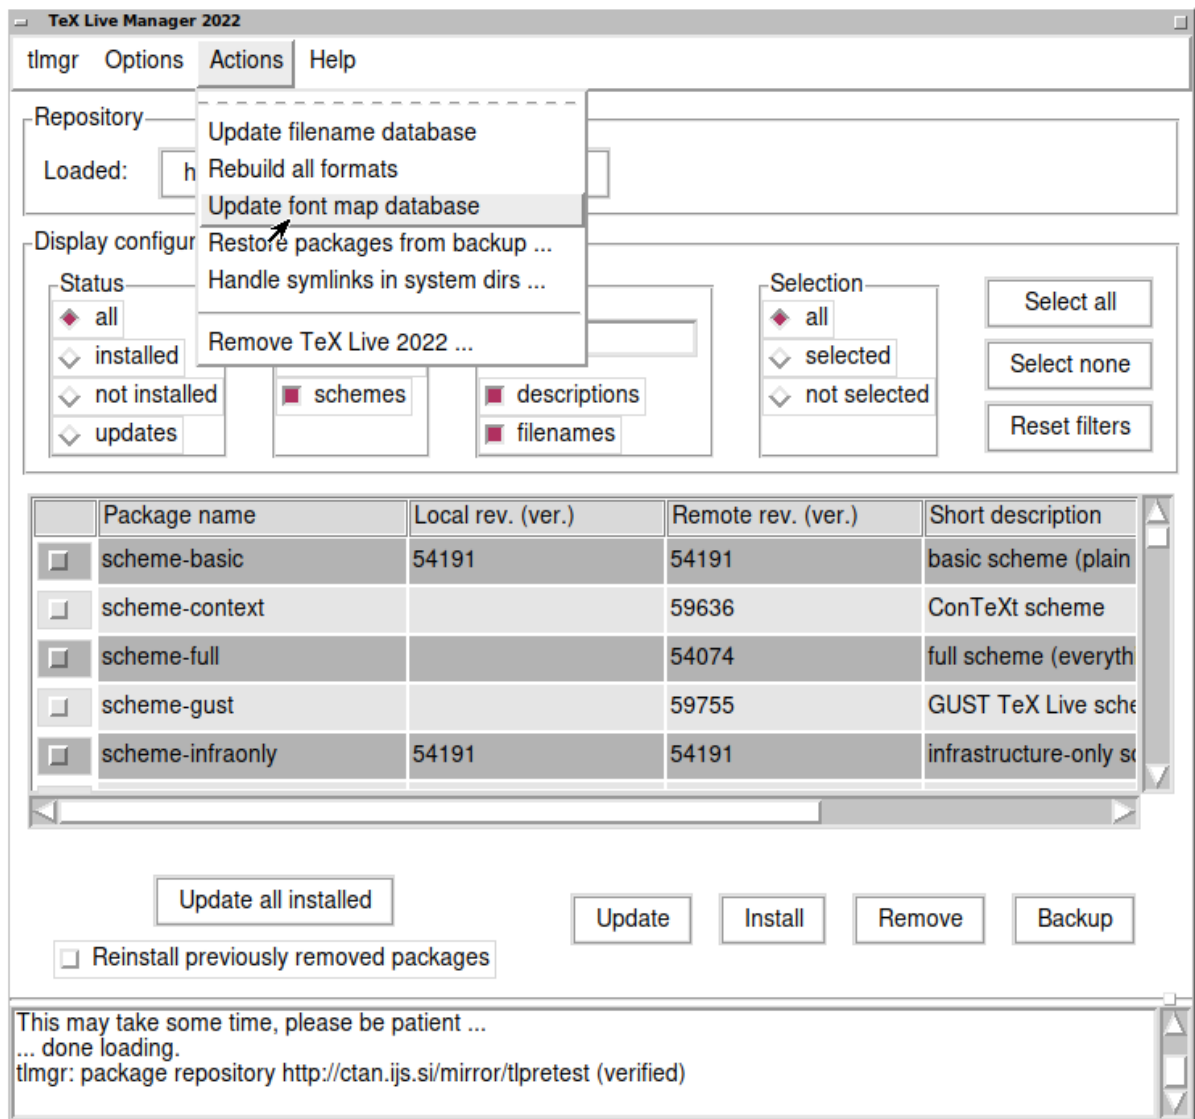 TeX Live Manager 2022
tlmgr Options Actions Help
Repository
Loaded: h
Update filename database
Rebuild all formats
Update font map database
Restore packages from backup ...
Handle symlinks in system dirs ...
Remove TeX Live 2022 ...
Display configur
Status
all
installed
not installed
updates
schemes
descriptions
filenames
Selection
all
selected
not selected
Select all
Select none
Reset filters
Package name Local rev. (ver.) Remote rev. (ver.) Short description
scheme-basic 54191 54191 basic scheme (plain
scheme-context 59636 ConTeXt scheme
scheme-full 54074 full scheme (everythi
scheme-gust 59755 GUST TeX Live sche
scheme-infraonly 54191 54191 infrastructure-only sc
Update all installed
Reinstall previously removed packages
Update Install Remove Backup
This may take some time, please be patient ...
... done loading.
tlmgr: package repository http://ctan.ijs.si/mirror/tlpretest (verified)